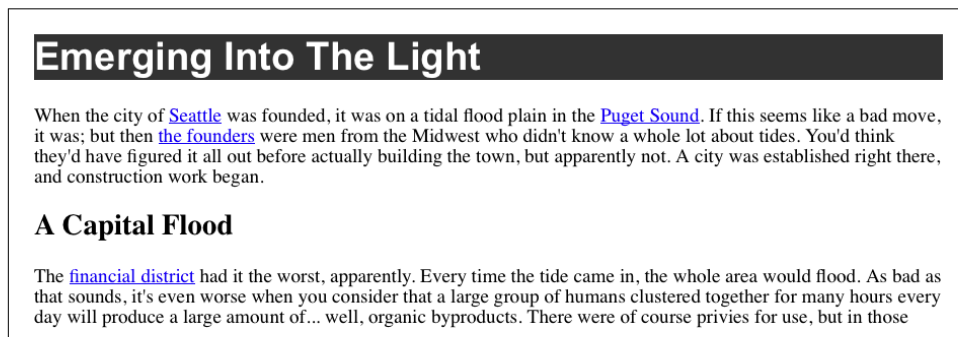 Emerging Into The Light
When the city of Seattle was founded, it was on a tidal flood plain in the Puget Sound. If this seems like a bad move,
it was; but then the founders were men from the Midwest who didn't know a whole lot about tides. You'd think
they'd have figured it all out before actually building the town, but apparently not. A city was established right there,
and construction work began.
A Capital Flood
The financial district had it the worst, apparently. Every time the tide came in, the whole area would flood. As bad as
that sounds, it's even worse when you consider that a large group of humans clustered together for many hours every
day will produce a large amount of... well, organic byproducts. There were of course privies for use, but in those